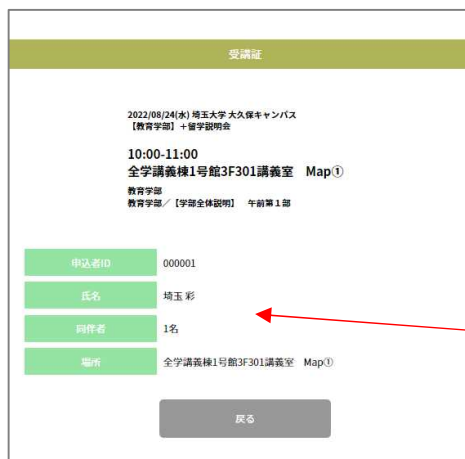 受講証
2022/08/24(水) 埼玉大学 大久保キャンパス
【教育学部】＋留学説明会
10:00-11:00
全学講義棟1号館3F301講義室　Map①
教育学部
教育学部／【学部全体説明】　午前第１部
申込者ID　000001
氏名　埼玉 彩
同伴者　1名
場所　全学講義棟1号館3F301講義室　Map①
戻る